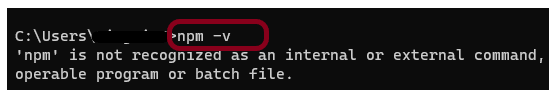 C:\Users\ >npm -v
'npm' is not recognized as an internal or external command,
operable program or batch file.